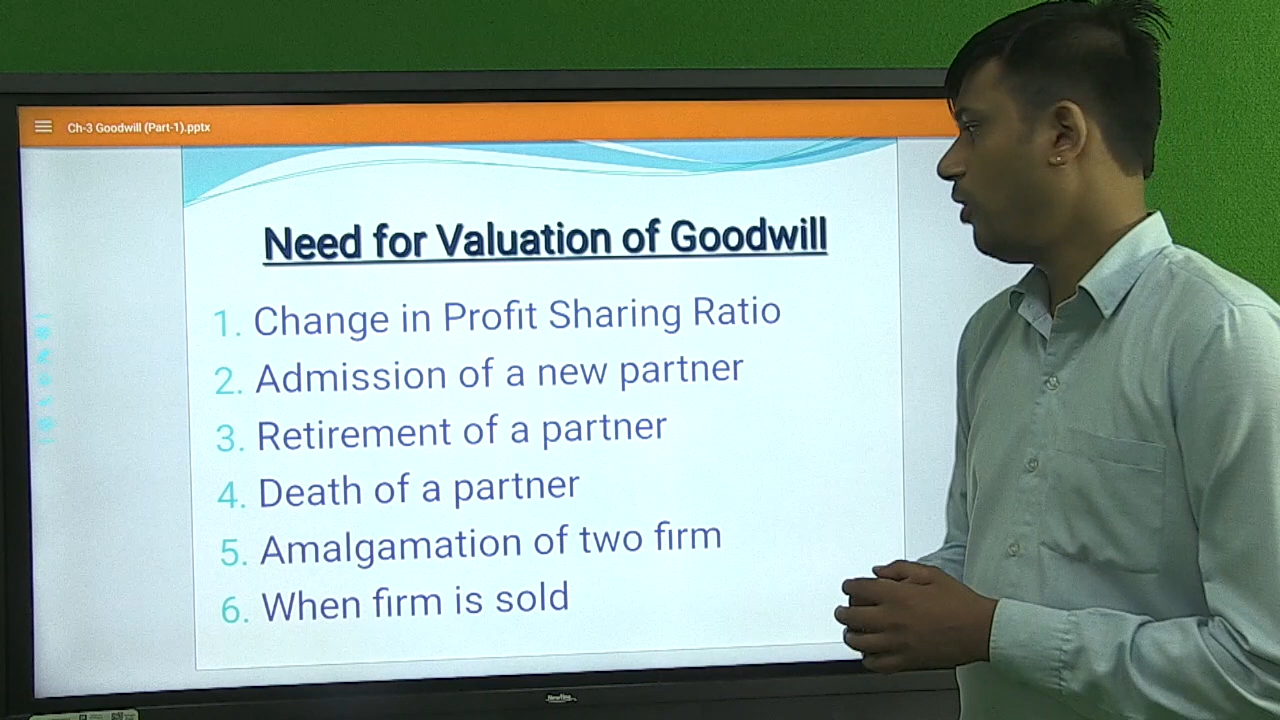 Ch-3 Goodwill (Part-1).pptx
Need for Valuation of Goodwill
1. Change in Profit Sharing Ratio
2. Admission of a new partner
3. Retirement of a partner
4. Death of a partner
5. Amalgamation of two firm
6. When firm is sold